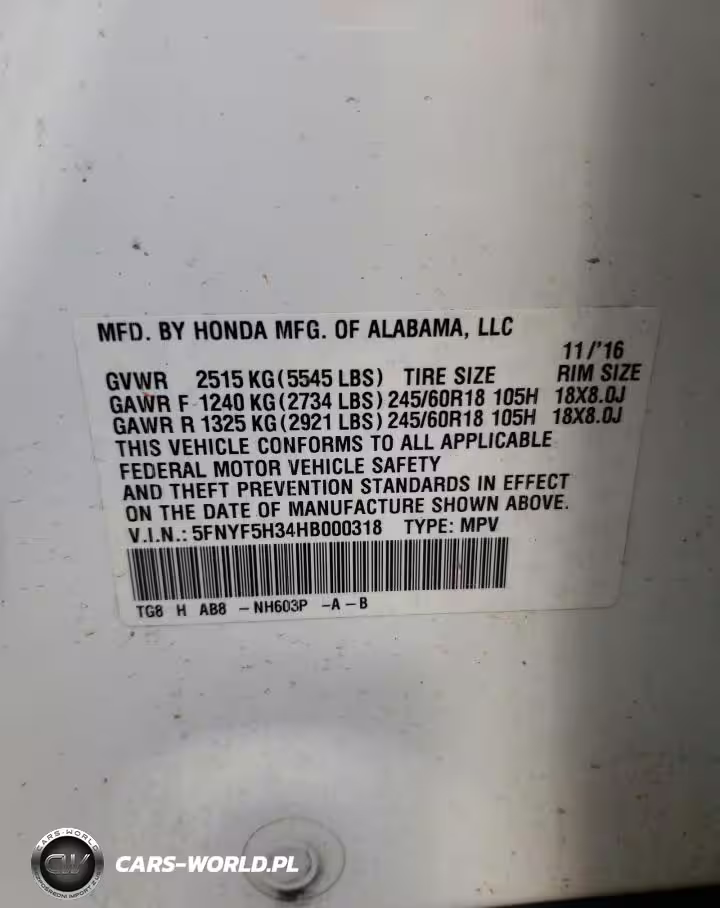 MFD. BY HONDA MFG. OF ALABAMA, LLC
11/'16
GVWR 2515 KG (5545 LBS) TIRE SIZE RIM SIZE
GAWR F 1240 KG (2734 LBS) 245/60R18 105H 18X8.0J
GAWR R 1325 KG (2921 LBS) 245/60R18 105H 18X8.0J
THIS VEHICLE CONFORMS TO ALL APPLICABLE
FEDERAL MOTOR VEHICLE SAFETY
AND THEFT PREVENTION STANDARDS IN EFFECT
ON THE DATE OF MANUFACTURE SHOWN ABOVE.
V.I.N.: 5FNYF5H34HB000318 TYPE: MPV
TG8 H AB8 -NH603P -A-B
CARS-WORLD
CW
CARS-WORLD.PL